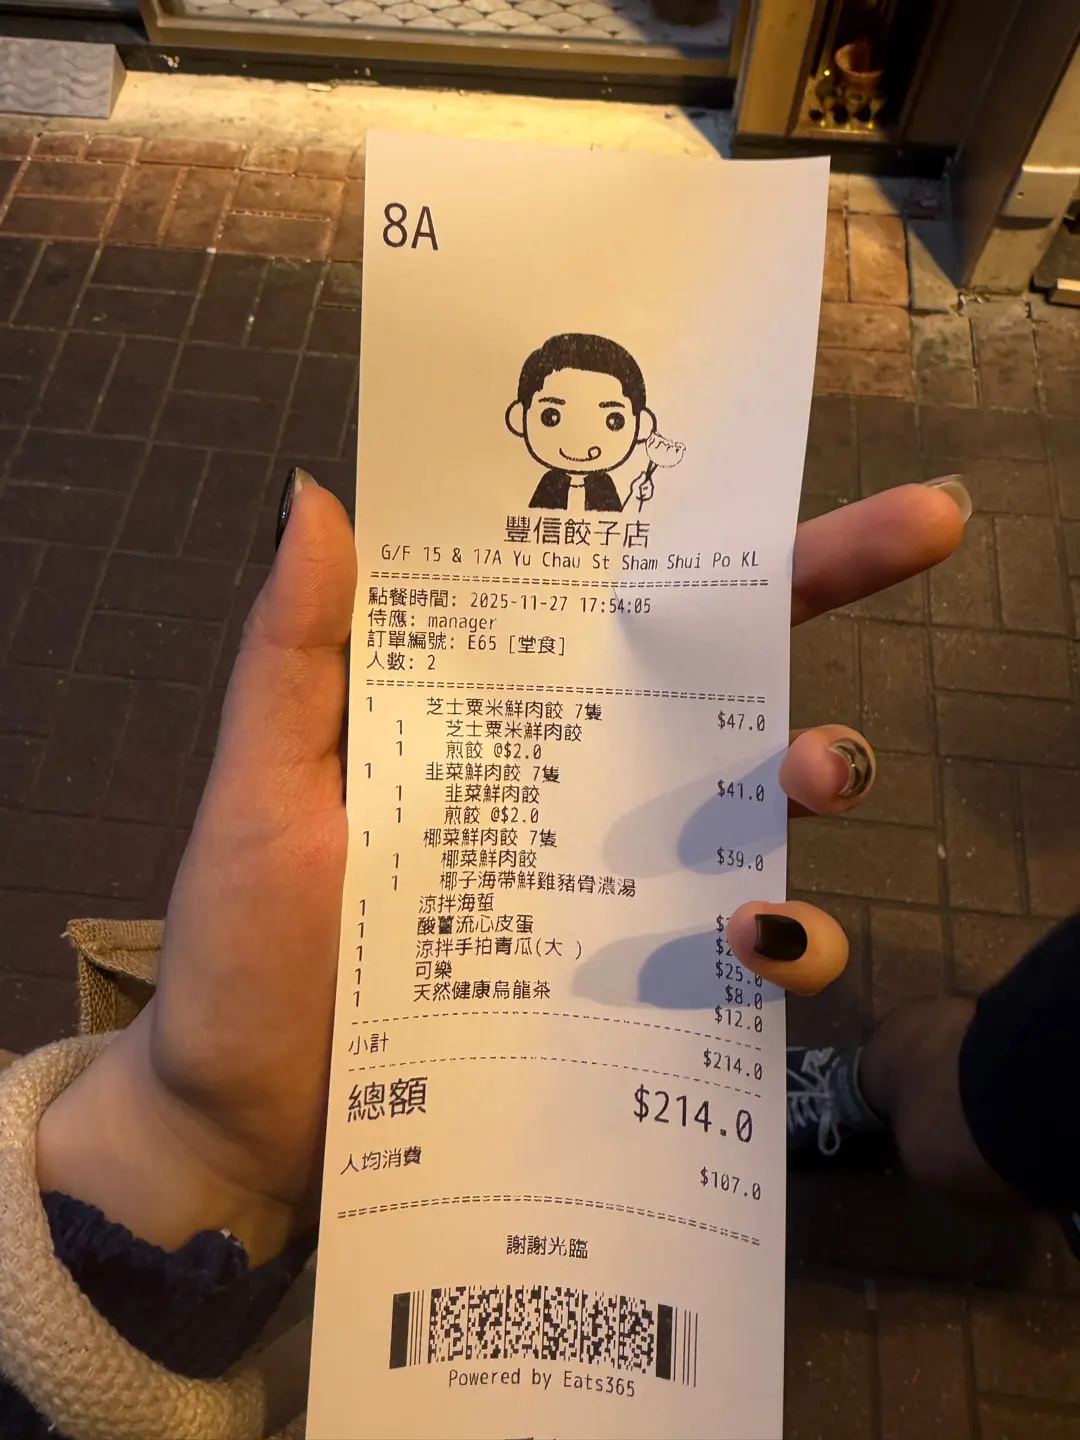 8A
豐信餃子店
G/F 15 & 17A Yu Chau St Sham Shui Po KL
點餐時間: 2025-11-27 17:54:05
侍應: manager
訂單編號: E65 [堂食]
人數: 2
1 芝士粟米鮮肉餃 7隻 $47.0
1 芝士粟米鮮肉餃
1 煎餃 @$2.0
1 韭菜鮮肉餃 7隻 $41.0
1 韭菜鮮肉餃
1 煎餃 @$2.0
1 椰菜鮮肉餃 7隻 $39.0
1 椰菜鮮肉餃
1 椰子海帶鮮雞豬骨濃湯
1 涼拌海蜇
1 酸薑流心皮蛋
1 涼拌手拍青瓜(大 ) $25.0
1 可樂 $8.0
1 天然健康烏龍茶 $12.0
小計 $214.0
總額 $214.0
人均消費 $107.0
謝謝光臨
Powered by Eats365